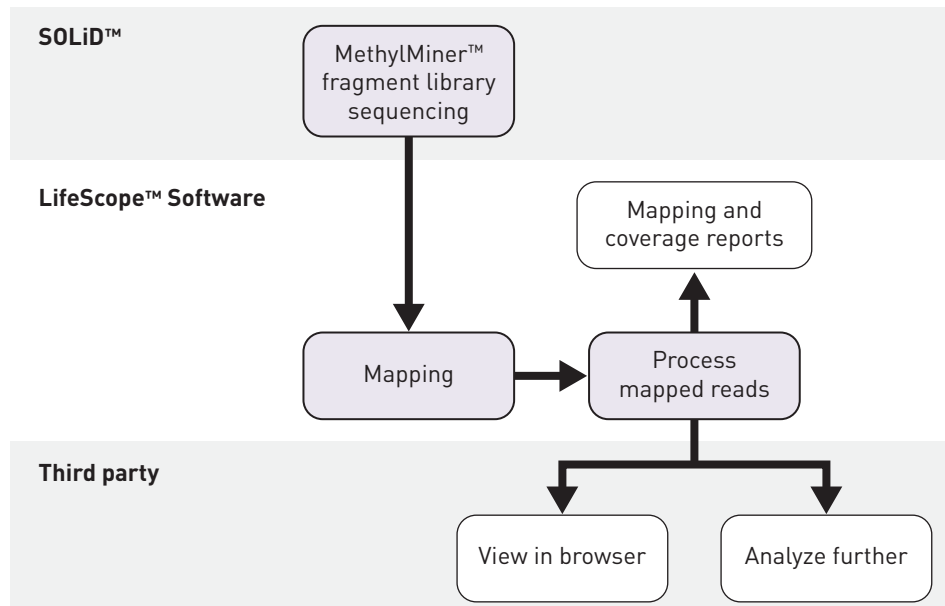 SOLiD™
MethylMiner™
fragment library
sequencing
LifeScope™ Software
Mapping and
coverage reports
Mapping
Process
mapped reads
Third party
View in browser
Analyze further